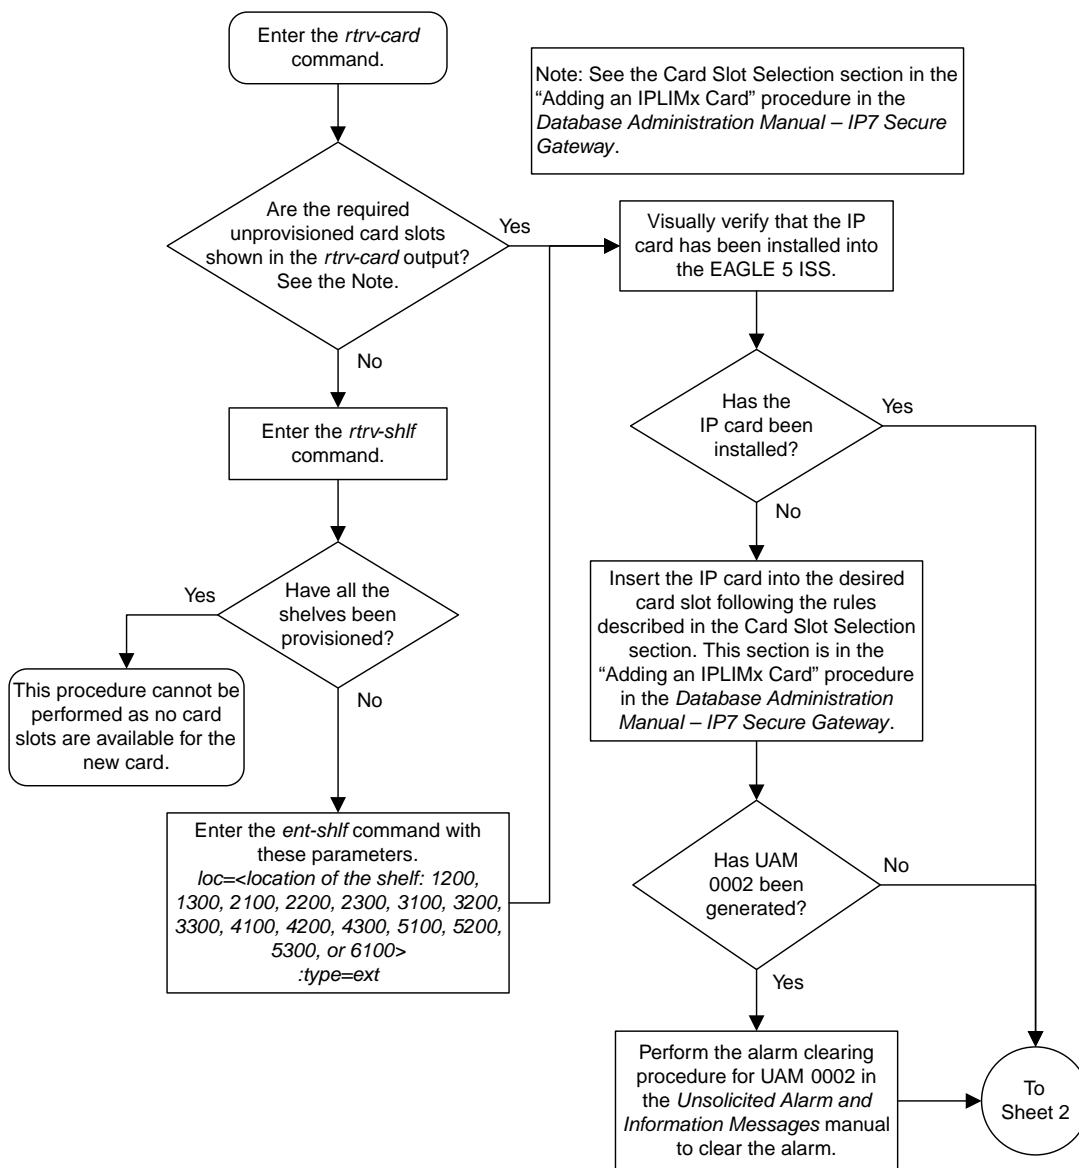 Enter the rtrv-card
command.
Note: See the Card Slot Selection section in the
“Adding an IPLIMx Card” procedure in the
Database Administration Manual – IP7 Secure
Gateway.
Are the required
unprovisioned card slots
shown in the rtrv-card output?
See the Note.
Yes
No
Enter the rtrv-shlf
command.
Have all the
shelves been
provisioned?
Yes
This procedure cannot be
performed as no card
slots are available for the
new card.
No
Enter the ent-shlf command with
these parameters.
loc=<location of the shelf: 1200,
1300, 2100, 2200, 2300, 3100, 3200,
3300, 4100, 4200, 4300, 5100, 5200,
5300, or 6100>
:type=ext
Visually verify that the IP
card has been installed into
the EAGLE 5 ISS.
Has the
IP card been
installed?
Yes
No
Insert the IP card into the desired
card slot following the rules
described in the Card Slot Selection
section. This section is in the
“Adding an IPLIMx Card” procedure
in the Database Administration
Manual – IP7 Secure Gateway.
Has UAM
0002 been
generated?
No
Yes
Perform the alarm clearing
procedure for UAM 0002 in
the Unsolicited Alarm and
Information Messages manual
to clear the alarm.
To
Sheet 2